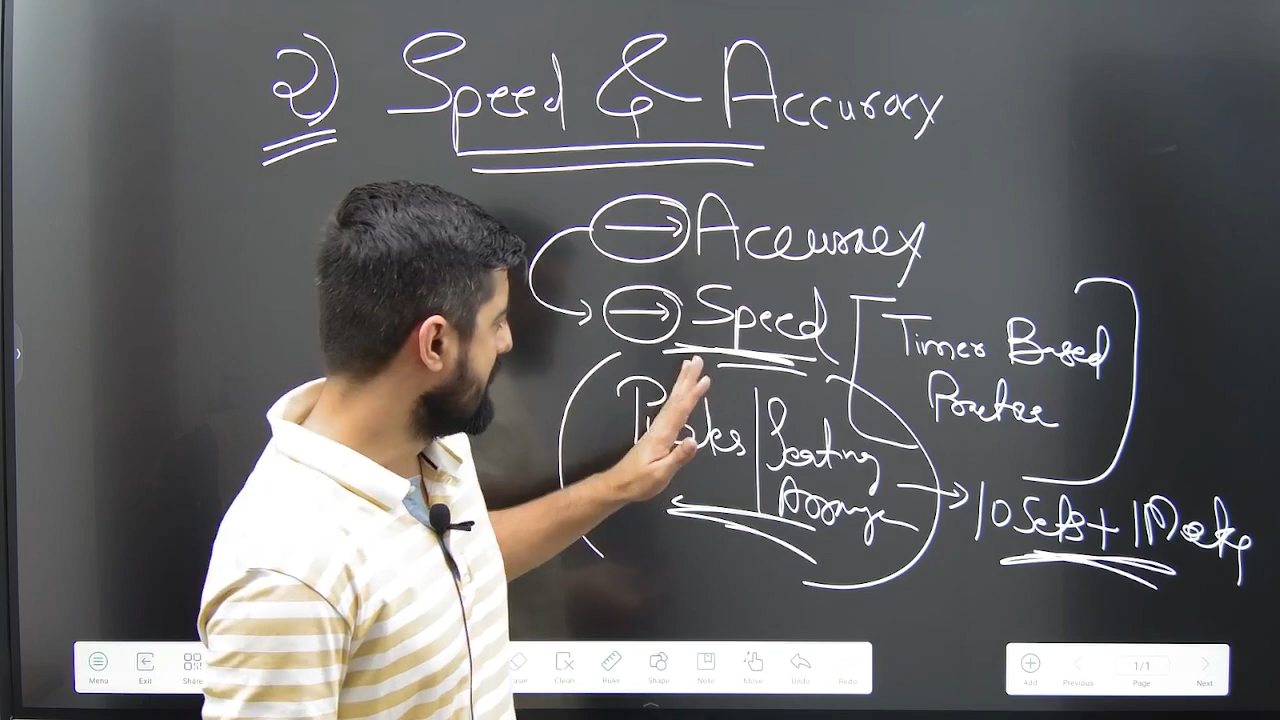 2) Speed & Accuracy
→ Accuracy
→ Speed
Timer Based
Practice
Seating
Arrange
→ 10 Sets + 1 Mock
Menu
Exit
Share
Clean
Ruler
Shape
Note
Move
Undo
Redo
Add
Previous
1/1
Page
Next